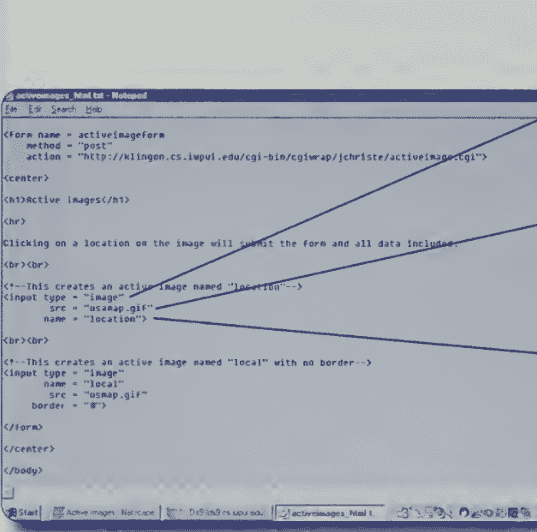 activeimages_html.txt - Notepad
File Edit Search Help
<form name = activeimageform
method = "post"
action = "http://klingon.cs.iupui.edu/cgi-bin/cgiwrap/jchriste/activeimage.cgi">
<center>
<h1>Active Images</h1>
<hr>
Clicking on a location on the image will submit the form and all data included.
<br><br>
<!--This creates an active image named "location"-->
<input type = "image"
src = "usamap.gif"
name = "location">
<br><br>
<!--This creates an active image named "local" with no border-->
<input type = "image"
name = "local"
src = "usmap.gif"
border = "0">
</form>
</center>
</body>
Start Active Images - Netscape activeimages_html.t